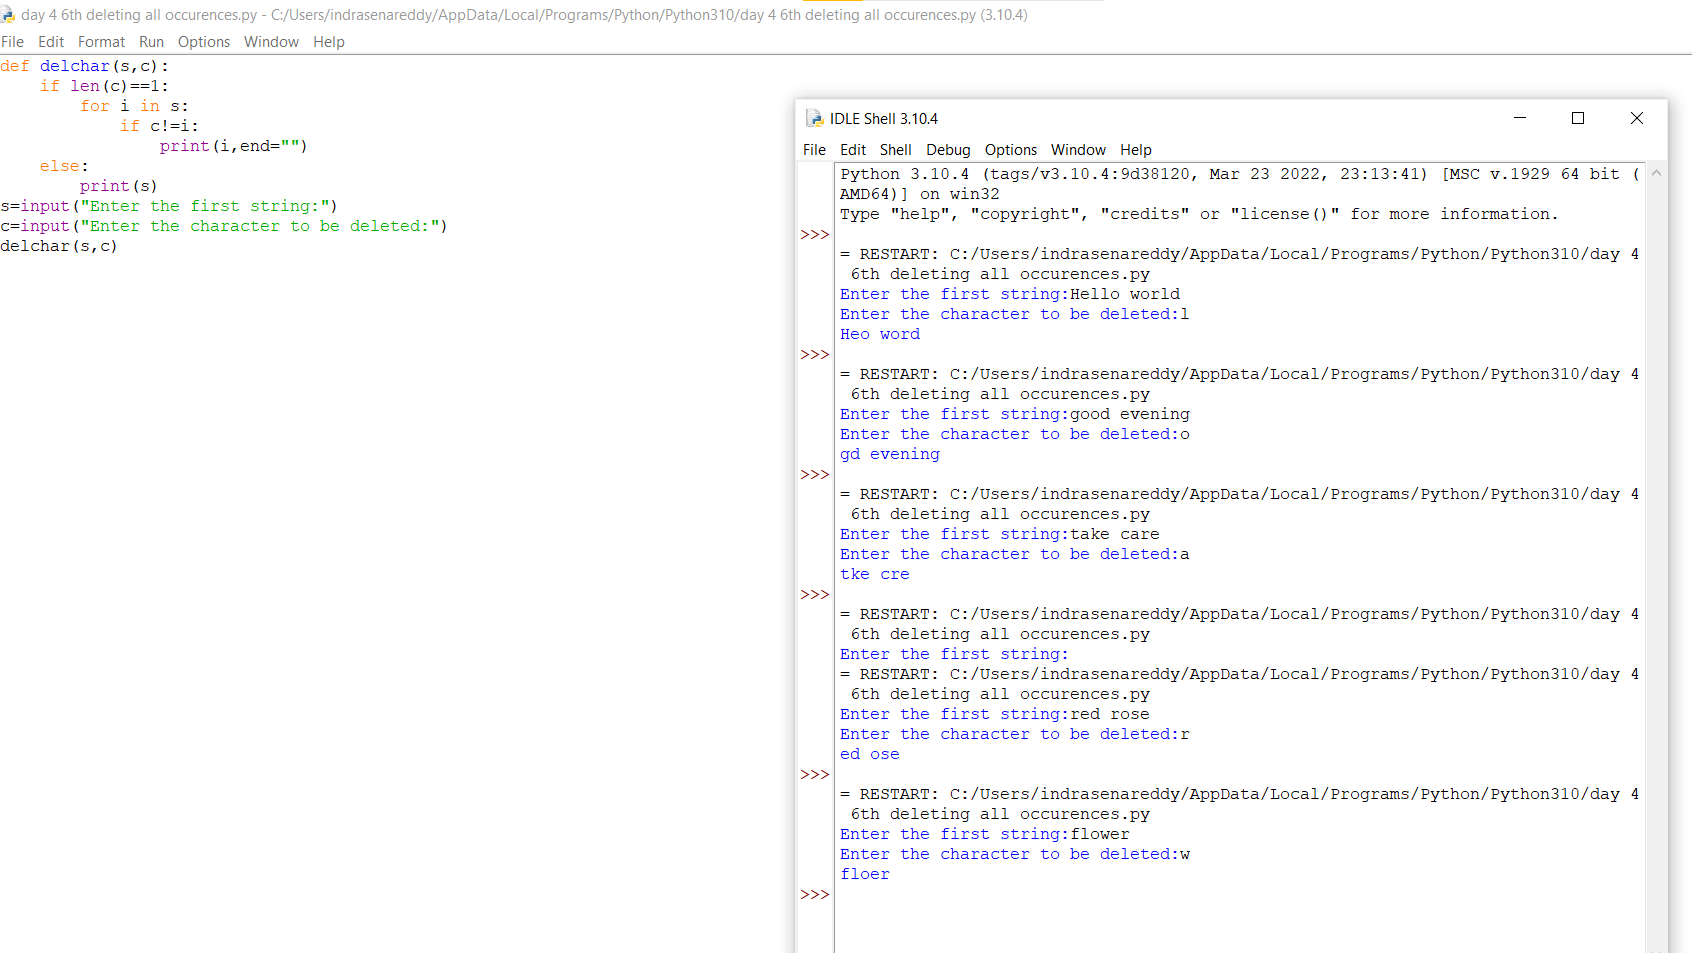 day 4 6th deleting all occurences.py - C:/Users/indrasenareddy/AppData/Local/Programs/Python/Python310/day 4 6th deleting all occurences.py (3.10.4)
File Edit Format Run Options Window Help
def delchar(s,c):
    if len(c)==1:
        for i in s:
            if c!=i:
                print(i,end="")
    else:
        print(s)
s=input("Enter the first string:")
c=input("Enter the character to be deleted:")
delchar(s,c)
IDLE Shell 3.10.4
File Edit Shell Debug Options Window Help
Python 3.10.4 (tags/v3.10.4:9d38120, Mar 23 2022, 23:13:41) [MSC v.1929 64 bit (
AMD64)] on win32
Type "help", "copyright", "credits" or "license()" for more information.
>>>
= RESTART: C:/Users/indrasenareddy/AppData/Local/Programs/Python/Python310/day 4
 6th deleting all occurences.py
Enter the first string:Hello world
Enter the character to be deleted:l
Heo word
>>>
= RESTART: C:/Users/indrasenareddy/AppData/Local/Programs/Python/Python310/day 4
 6th deleting all occurences.py
Enter the first string:good evening
Enter the character to be deleted:o
gd evening
>>>
= RESTART: C:/Users/indrasenareddy/AppData/Local/Programs/Python/Python310/day 4
 6th deleting all occurences.py
Enter the first string:take care
Enter the character to be deleted:a
tke cre
>>>
= RESTART: C:/Users/indrasenareddy/AppData/Local/Programs/Python/Python310/day 4
 6th deleting all occurences.py
Enter the first string:
= RESTART: C:/Users/indrasenareddy/AppData/Local/Programs/Python/Python310/day 4
 6th deleting all occurences.py
Enter the first string:red rose
Enter the character to be deleted:r
ed ose
>>>
= RESTART: C:/Users/indrasenareddy/AppData/Local/Programs/Python/Python310/day 4
 6th deleting all occurences.py
Enter the first string:flower
Enter the character to be deleted:w
floer
>>>